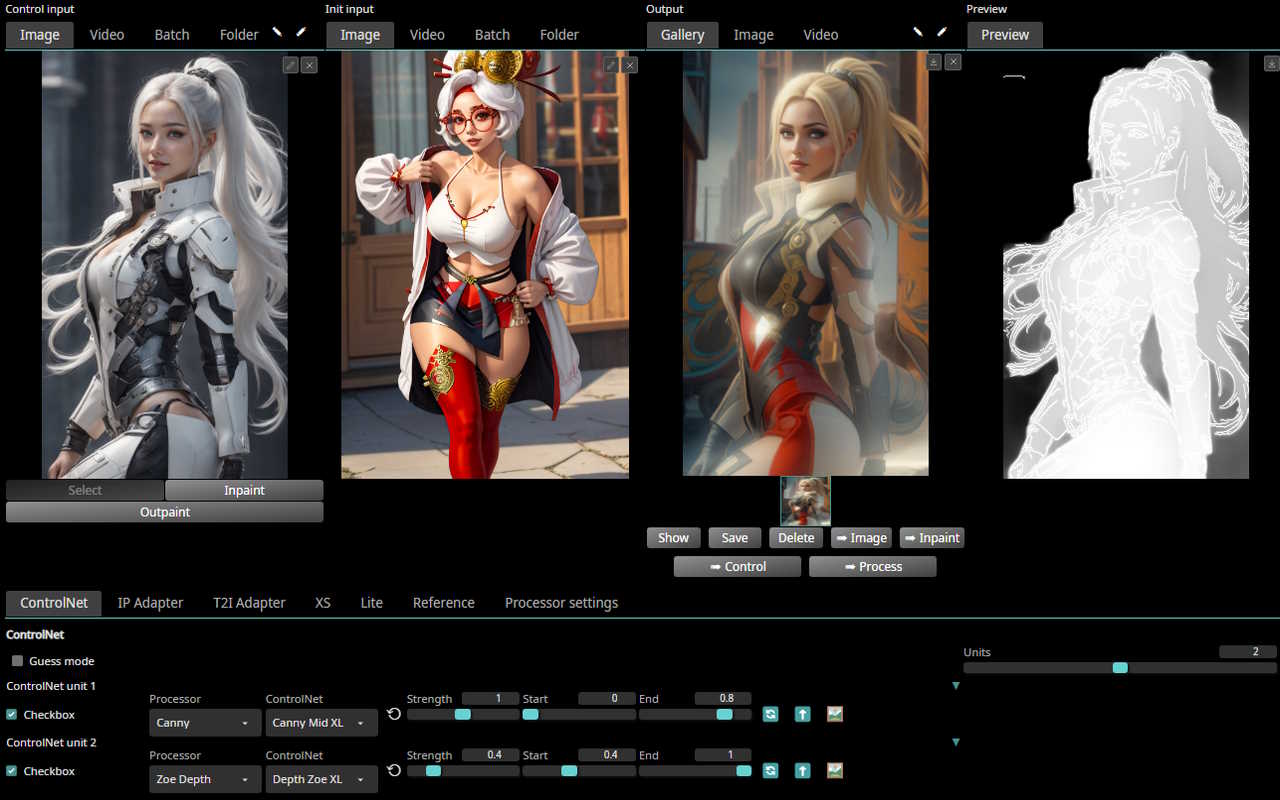 Control input
Init input
Output
Preview
Image Video Batch Folder
Image Video Batch Folder
Gallery Image Video
Preview
Select Inpaint
Outpaint
Show Save Delete ➡ Image ➡ Inpaint
➡ Control ➡ Process
ControlNet IP Adapter T2I Adapter XS Lite Reference Processor settings
ControlNet
Guess mode
Units 2
ControlNet unit 1
Checkbox
Processor
Canny
ControlNet
Canny Mid XL
Strength 1 Start 0 End 0.8
ControlNet unit 2
Checkbox
Processor
Zoe Depth
ControlNet
Depth Zoe XL
Strength 0.4 Start 0.4 End 1